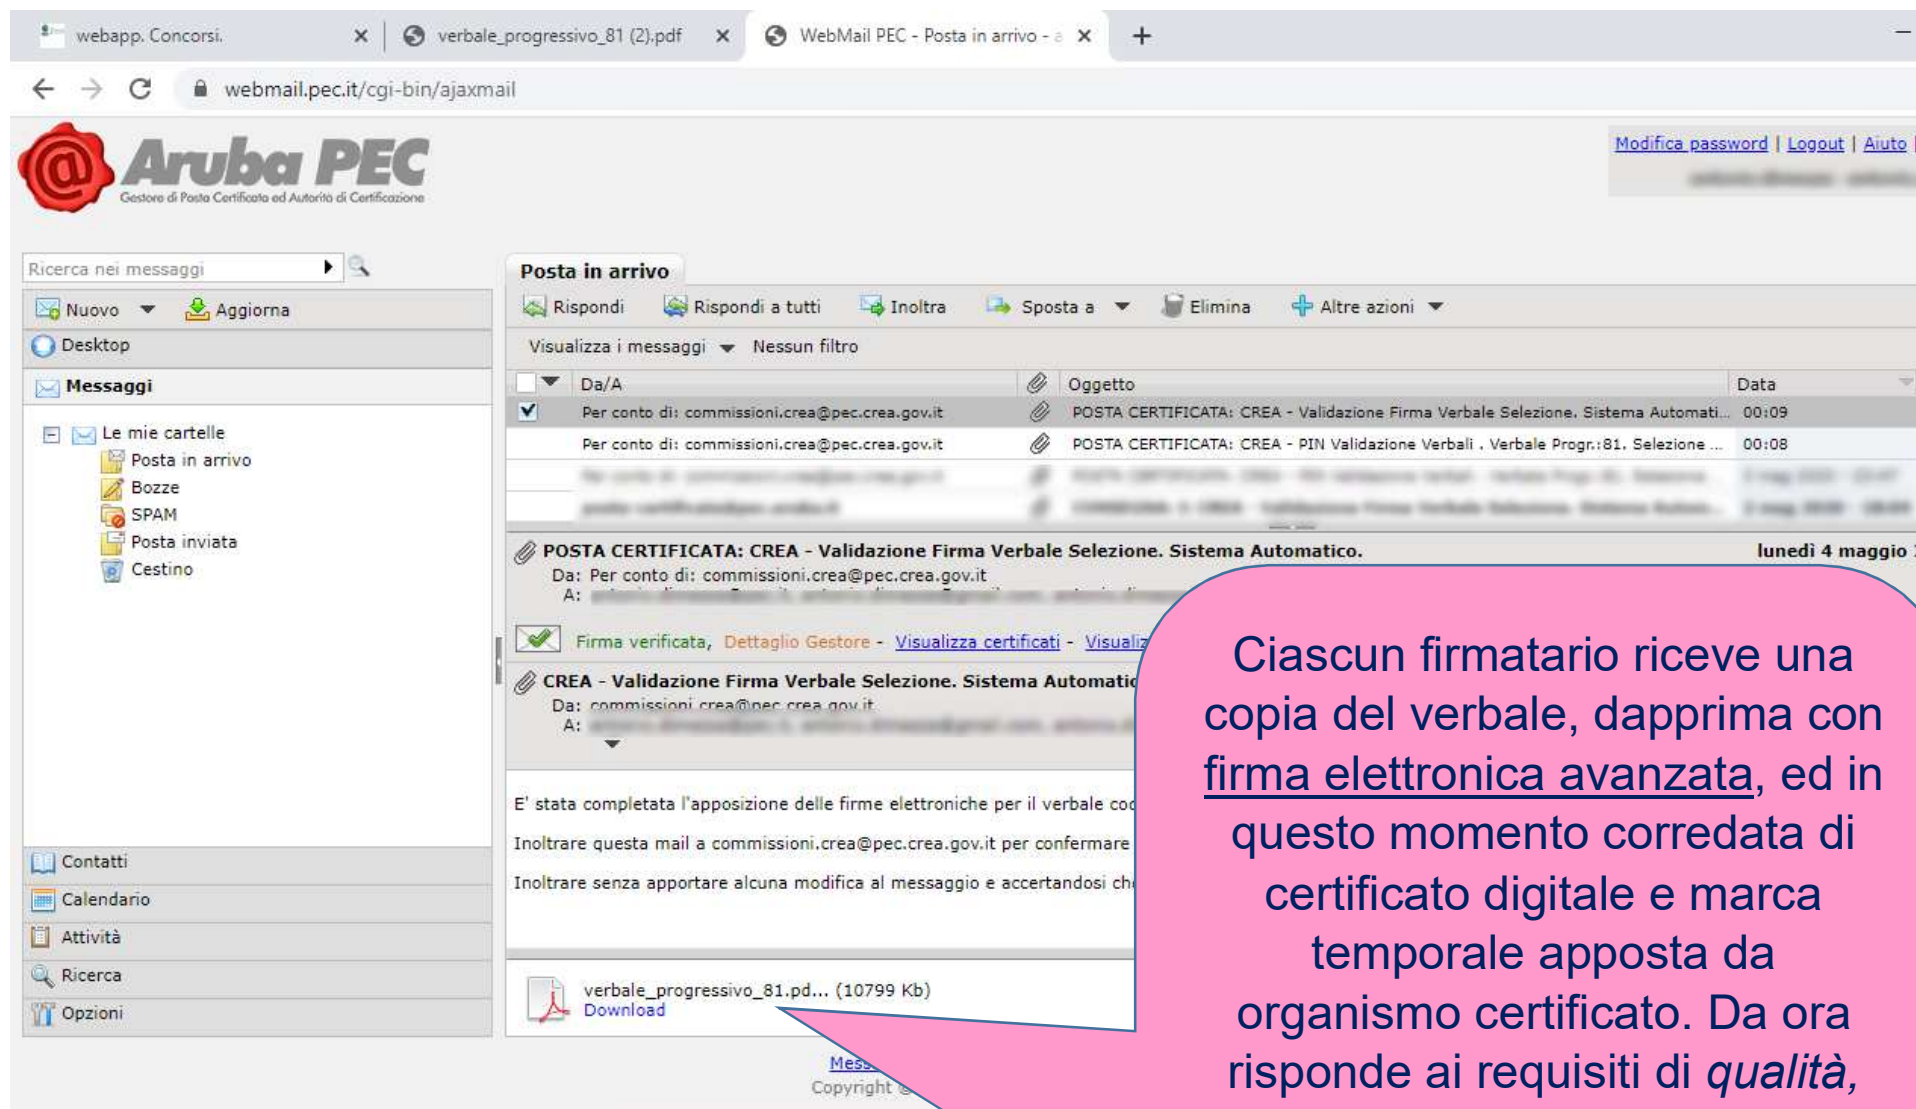 webapp. Concorsi.
verbale_progressivo_81 (2).pdf
WebMail PEC - Posta in arrivo - a
webmail.pec.it/cgi-bin/ajaxmail
Aruba PEC
Gestore di Posta Certificata ed Autorità di Certificazione
Modifica password | Logout | Aiuto
Ricerca nei messaggi
Nuovo Aggiorna
Desktop
Messaggi
Le mie cartelle
Posta in arrivo
Bozze
SPAM
Posta inviata
Cestino
Contatti
Calendario
Attività
Ricerca
Opzioni
Posta in arrivo
Rispondi Rispondi a tutti Inoltra Sposta a Elimina Altre azioni
Visualizza i messaggi Nessun filtro
Da/A Oggetto Data
Per conto di: commissioni.crea@pec.crea.gov.it POSTA CERTIFICATA: CREA - Validazione Firma Verbale Selezione. Sistema Automati... 00:09
Per conto di: commissioni.crea@pec.crea.gov.it POSTA CERTIFICATA: CREA - PIN Validazione Verbali . Verbale Progr.:81. Selezione ... 00:08
POSTA CERTIFICATA: CREA - Validazione Firma Verbale Selezione. Sistema Automatico. lunedì 4 maggio
Da: Per conto di: commissioni.crea@pec.crea.gov.it
A:
Firma verificata, Dettaglio Gestore - Visualizza certificati - Visualiz
CREA - Validazione Firma Verbale Selezione. Sistema Automatic
Da: commissioni.crea@pec.crea.gov.it
A:
E' stata completata l'apposizione delle firme elettroniche per il verbale cod
Inoltrare questa mail a commissioni.crea@pec.crea.gov.it per confermare
Inoltrare senza apportare alcuna modifica al messaggio e accertandosi che
verbale_progressivo_81.pd... (10799 Kb)
Download
Mess
Copyright ©
Ciascun firmatario riceve una
copia del verbale, dapprima con
firma elettronica avanzata, ed in
questo momento corredata di
certificato digitale e marca
temporale apposta da
organismo certificato. Da ora
risponde ai requisiti di qualità,